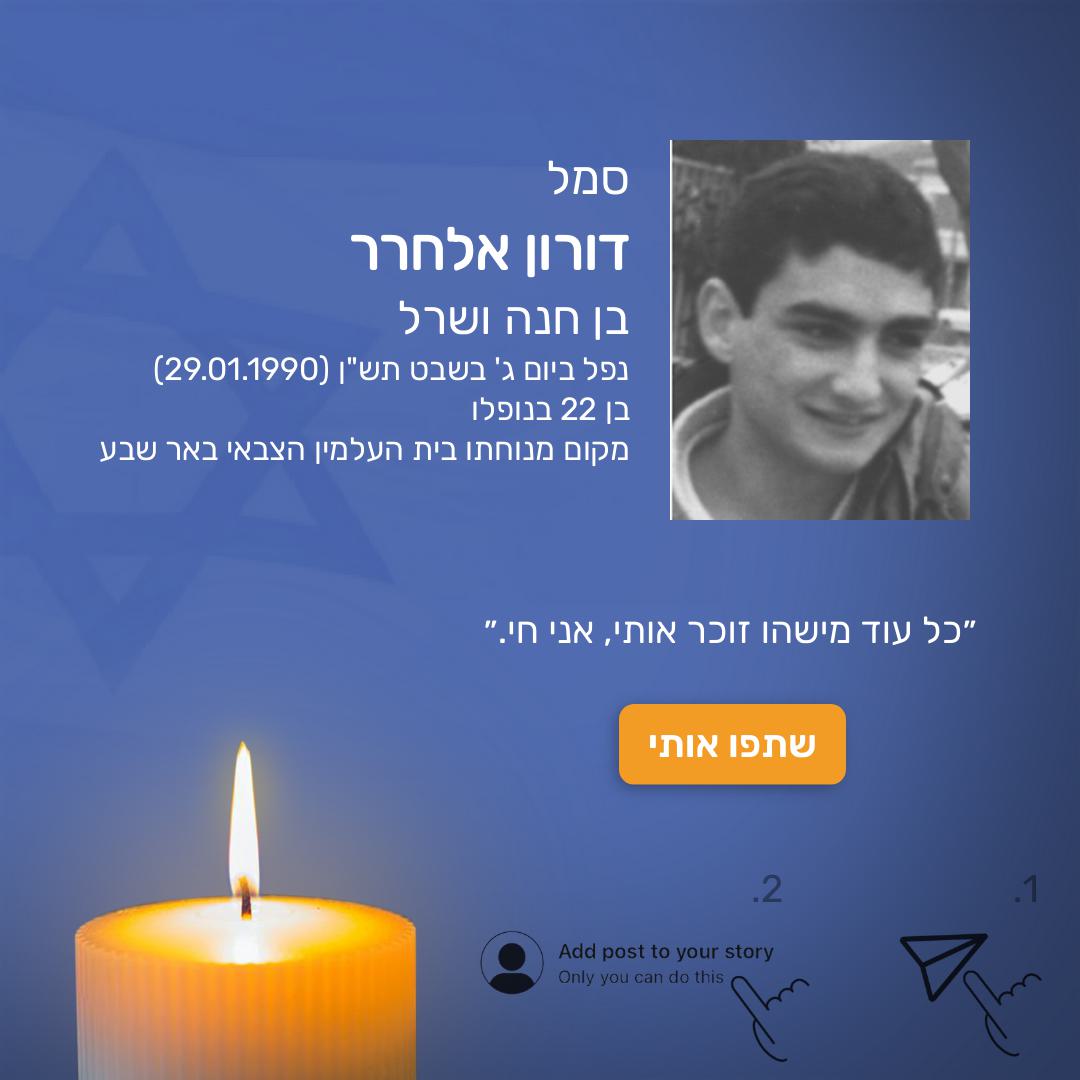 סמל
דורון אלחרר
בן חנה ושרל
נפל ביום ג' בשבט תש"ן (29.01.1990)
בן 22 בנופלו
מקום מנוחתו בית העלמין הצבאי באר שבע
״כל עוד מישהו זוכר אותי, אני חי.״
שתפו אותי
1.
2.
Add post to your story
Only you can do this